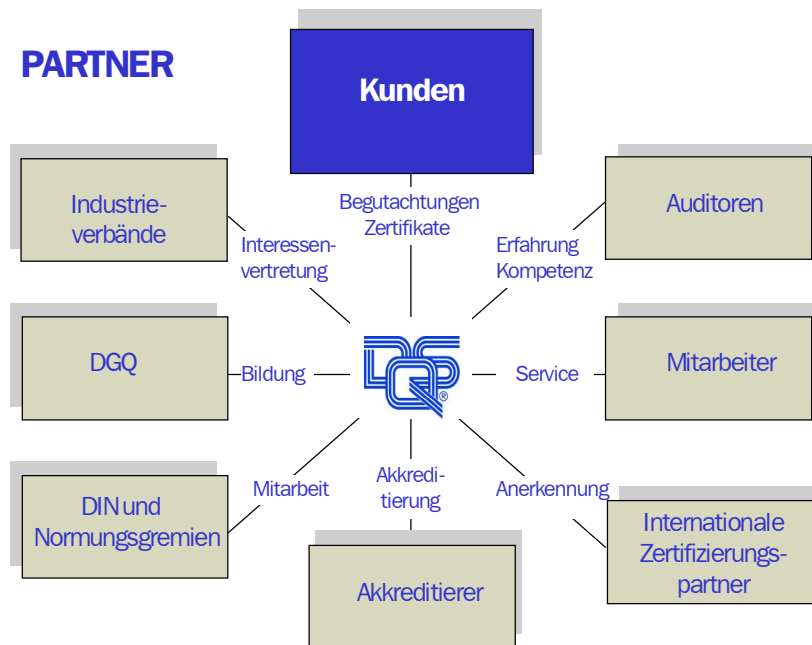 PARTNER
Kunden
Industrie-
verbände
Begutachtungen
Zertifikate
Auditoren
Interessen-
vertretung
Erfahrung
Kompetenz
DGQ
Bildung
DQS
®
Service
Mitarbeiter
DIN und
Normungsgremien
Mitarbeit
Akkredi-
tierung
Anerkennung
Internationale
Zertifizierungs-
partner
Akkreditierer